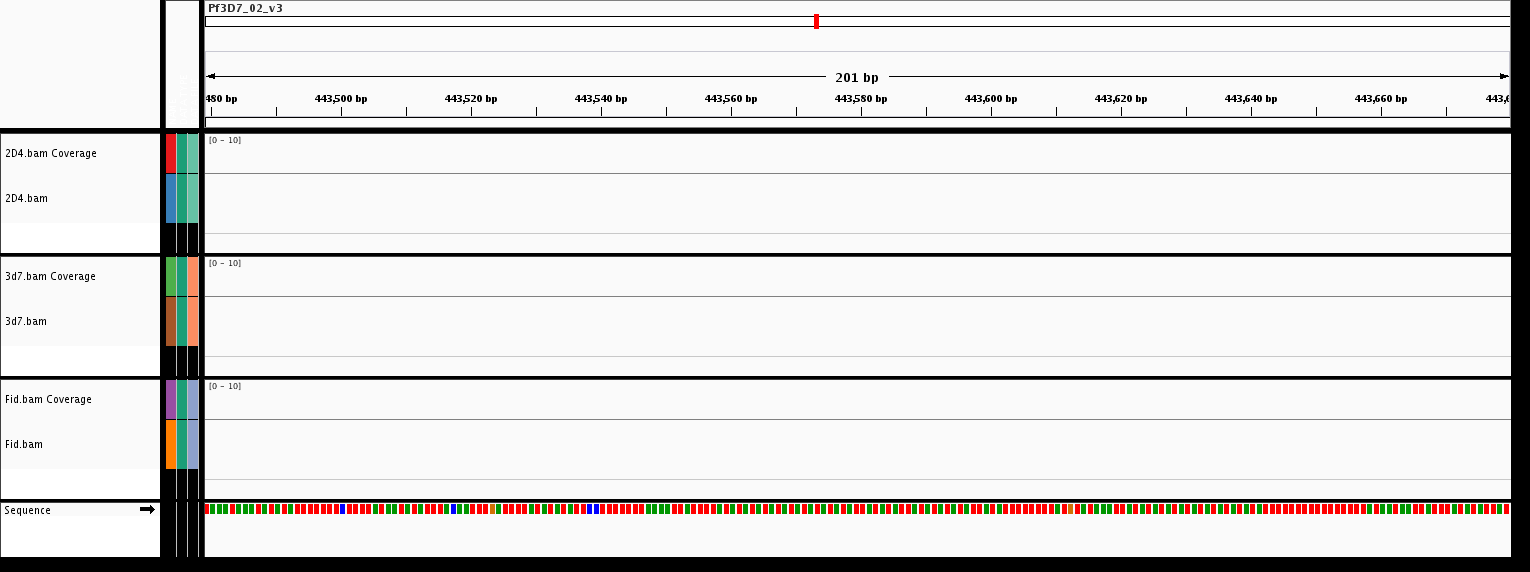 Pf3D7_02_v3
201 bp
480 bp 443,500 bp 443,520 bp 443,540 bp 443,560 bp 443,580 bp 443,600 bp 443,620 bp 443,640 bp 443,660 bp 443,6
2D4.bam Coverage [0 - 10]
2D4.bam
3d7.bam Coverage [0 - 10]
3d7.bam
Fid.bam Coverage [0 - 10]
Fid.bam
Sequence